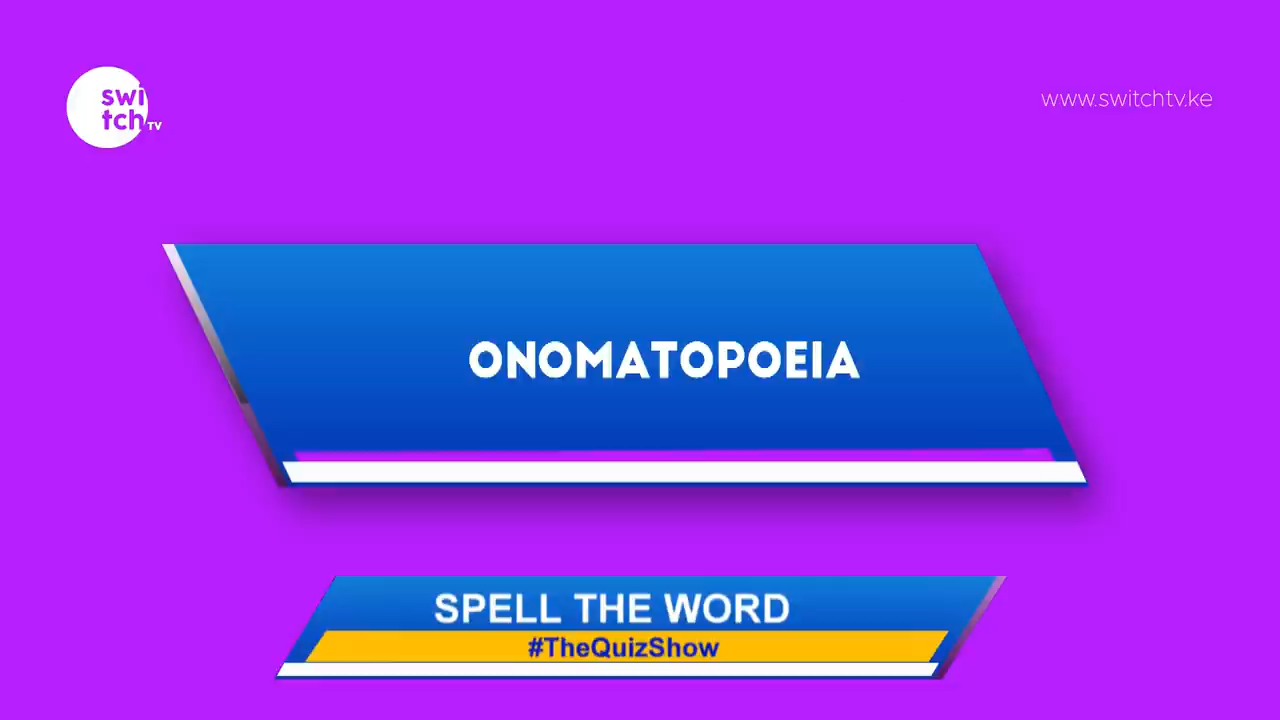 swi
tch TV
www.switchtv.ke
ONOMATOPOEIA
SPELL THE WORD
#TheQuizShow